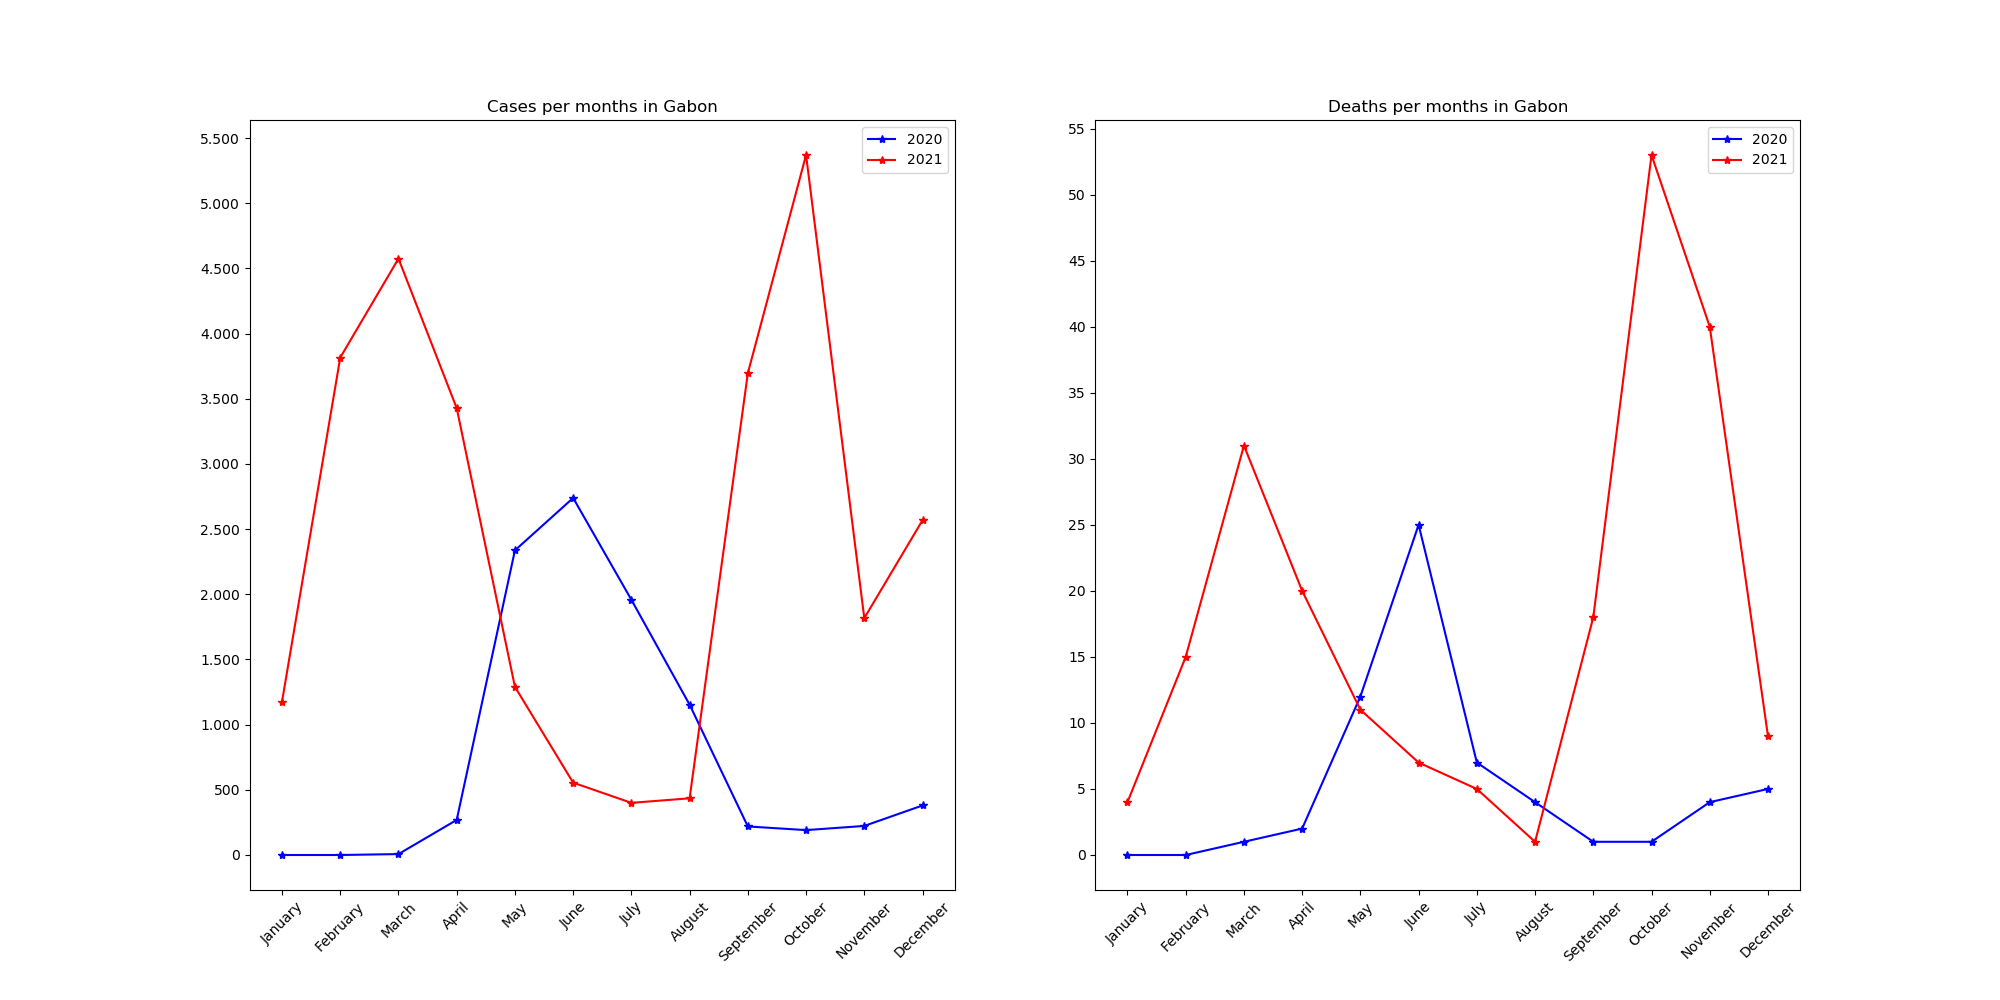 Cases per months in Gabon
5.500
5.000
4.500
4.000
3.500
3.000
2.500
2.000
1.500
1.000
500
0
2020
2021
January
February
March
April
May
June
July
August
September
October
November
December
Deaths per months in Gabon
55
50
45
40
35
30
25
20
15
10
5
0
2020
2021
January
February
March
April
May
June
July
August
September
October
November
December